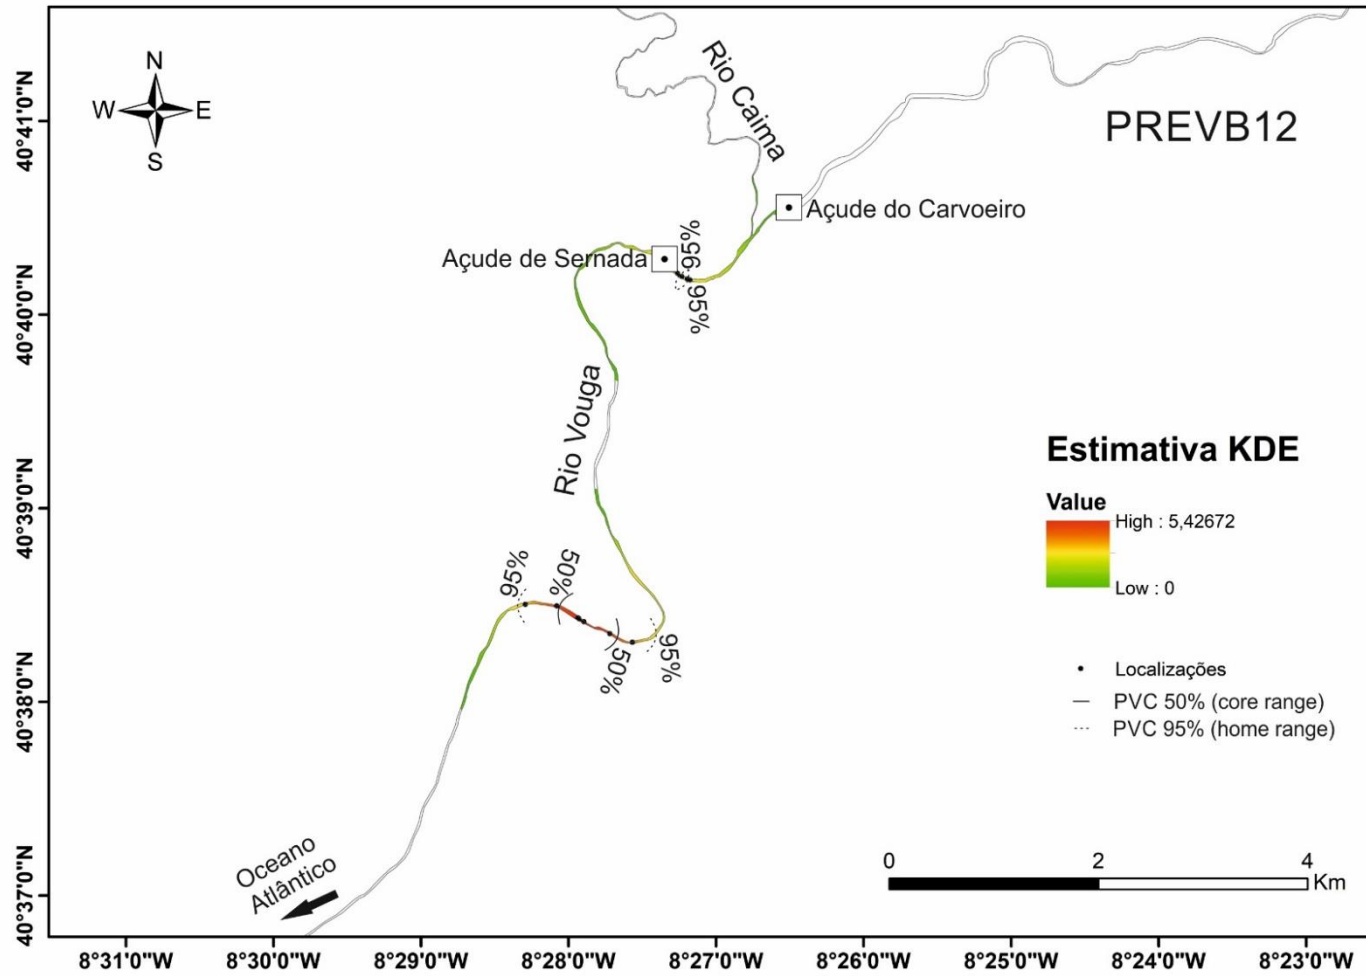 N
W E
S
Rio Caima
PREVB12
Açude do Carvoeiro
Açude de Sernada
95%
95%
Rio Vouga
Estimativa KDE
Value
High : 5,42672
Low : 0
95%
50%
50%
95%
Localizações
PVC 50% (core range)
PVC 95% (home range)
Oceano
Atlântico
0 2 4
Km
40°41'0"N
40°40'0"N
40°39'0"N
40°38'0"N
40°37'0"N
8°31'0"W 8°30'0"W 8°29'0"W 8°28'0"W 8°27'0"W 8°26'0"W 8°25'0"W 8°24'0"W 8°23'0"W